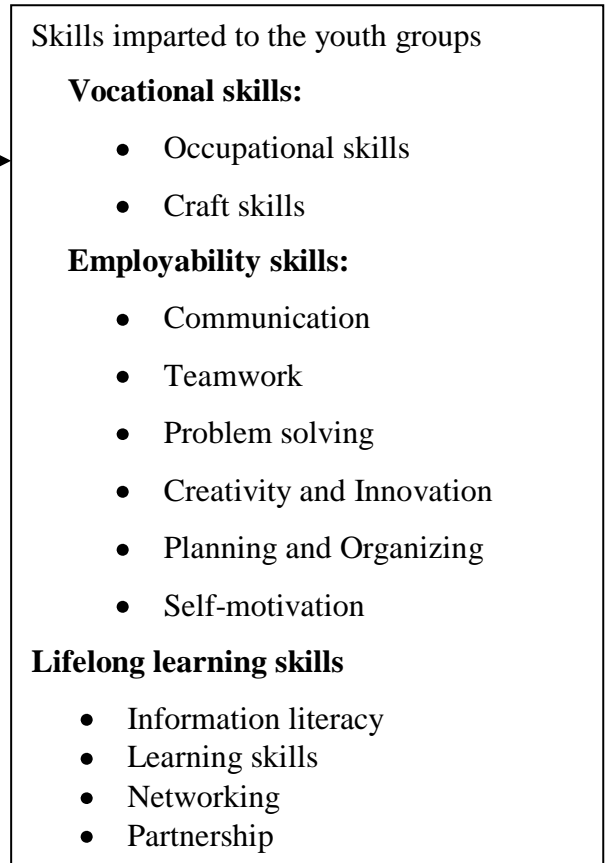 Skills imparted to the youth groups
Vocational skills:
• Occupational skills
• Craft skills
Employability skills:
• Communication
• Teamwork
• Problem solving
• Creativity and Innovation
• Planning and Organizing
• Self-motivation
Lifelong learning skills
• Information literacy
• Learning skills
• Networking
• Partnership